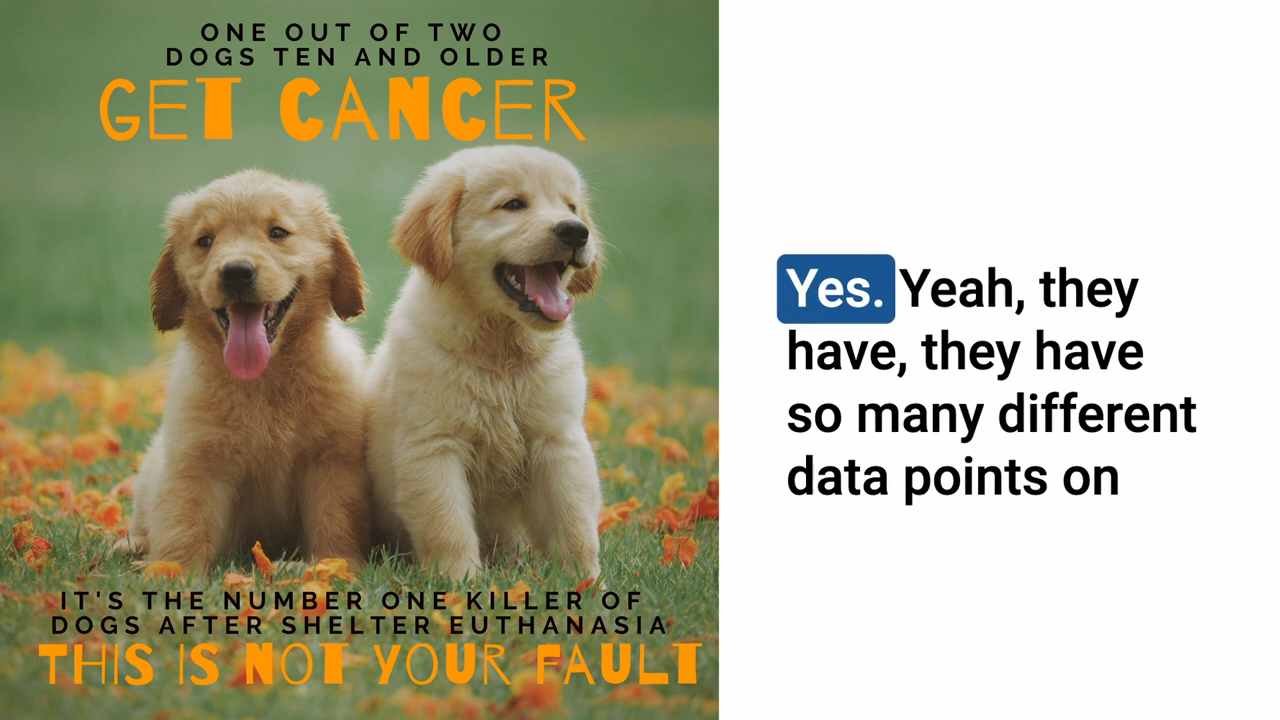 ONE OUT OF TWO
DOGS TEN AND OLDER
GET CANCER
IT'S THE NUMBER ONE KILLER OF
DOGS AFTER SHELTER EUTHANASIA
THIS IS NOT YOUR FAULT
Yes. Yeah, they
have, they have
so many different
data points on